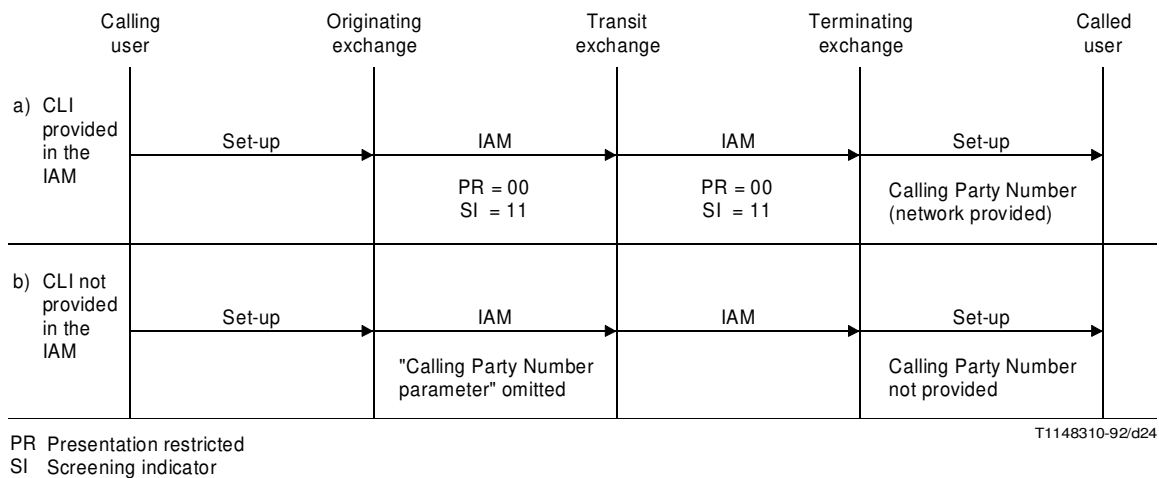 Calling user
Originating exchange
Transit exchange
Terminating exchange
Called user
a) CLI
provided
in the
IAM
Set-up
IAM
IAM
Set-up
PR = 00
SI = 11
PR = 00
SI = 11
Calling Party Number
(network provided)
b) CLI not
provided
in the
IAM
Set-up
IAM
IAM
Set-up
"Calling Party Number
parameter" omitted
Calling Party Number
not provided
T1148310-92/d24
PR Presentation restricted
SI Screening indicator